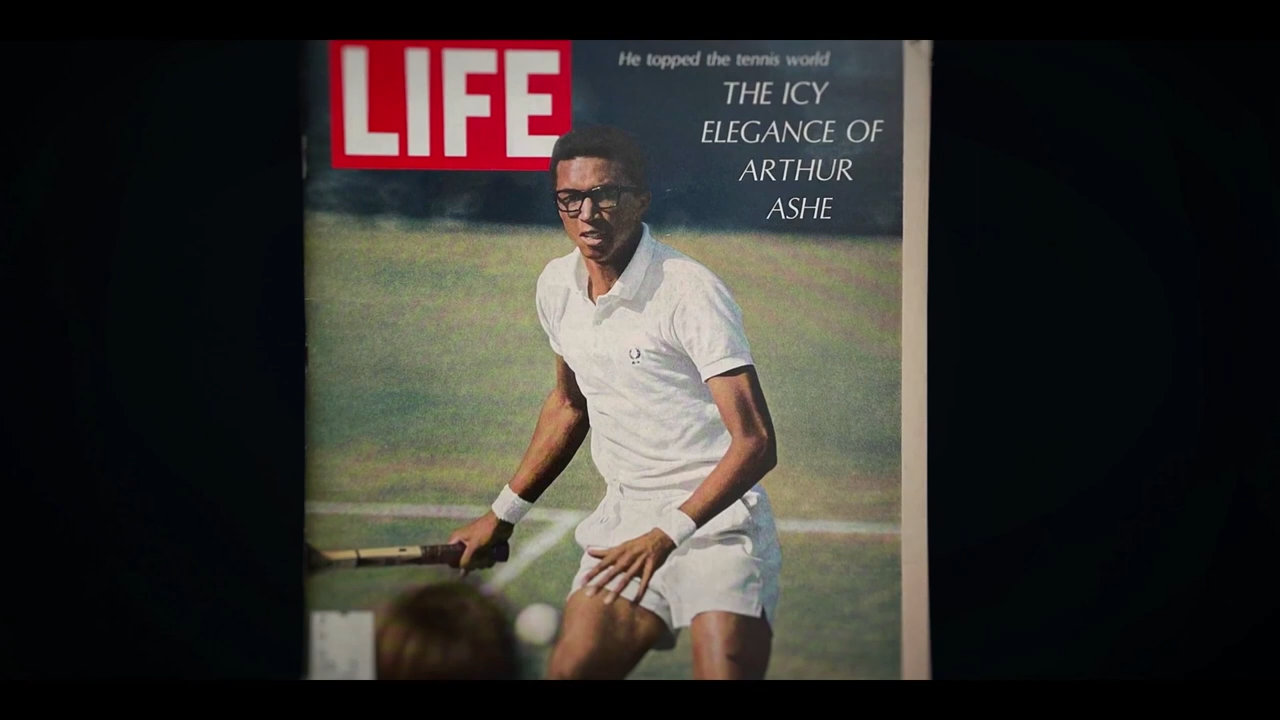 LIFE
He topped the tennis world
THE ICY
ELEGANCE OF
ARTHUR
ASHE